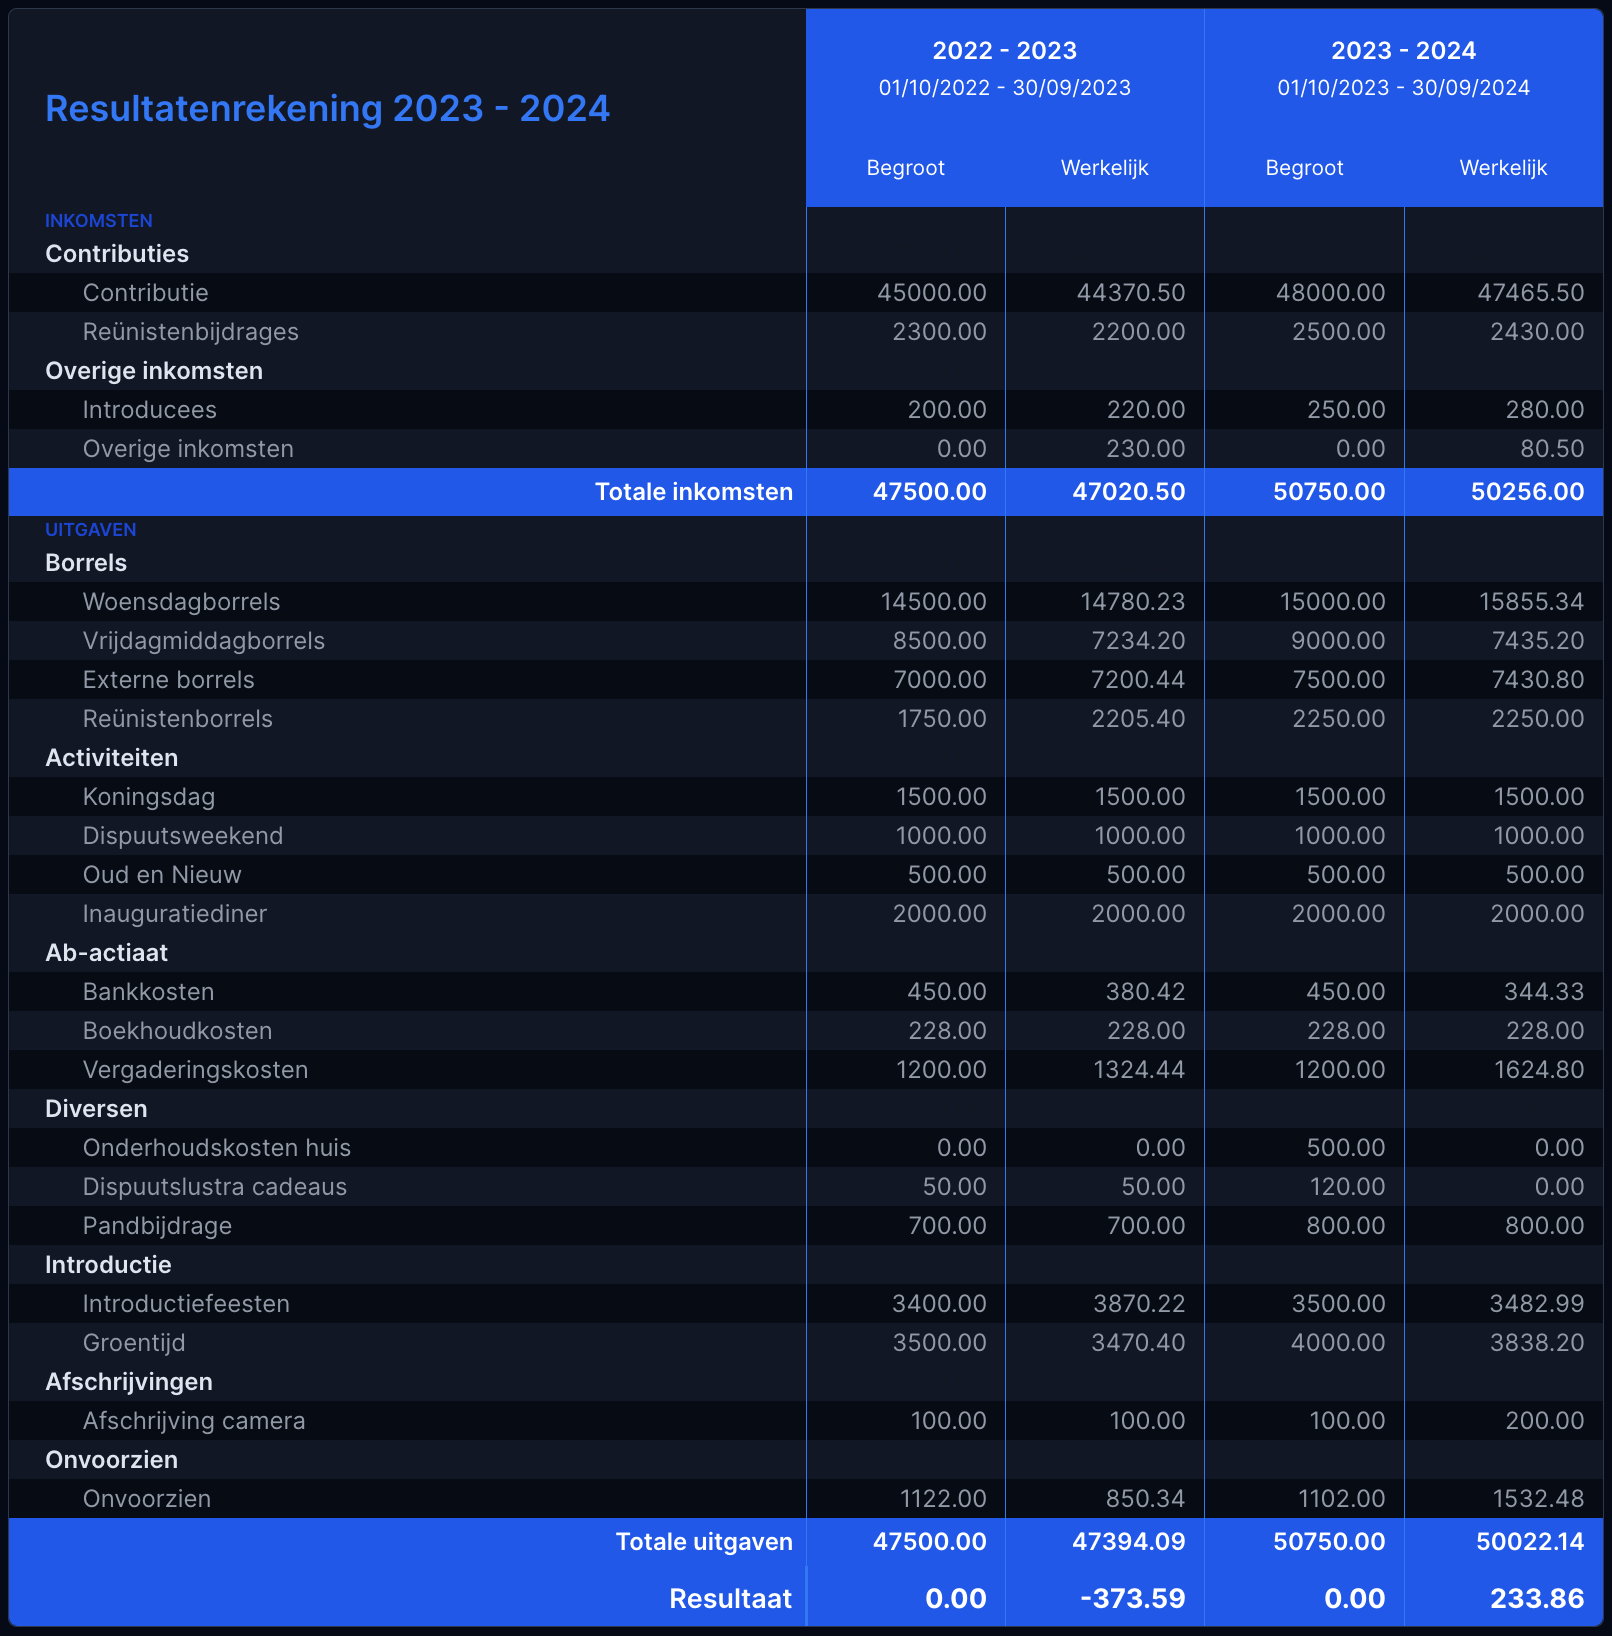 2022 - 2023 2023 - 2024
01/10/2022 - 30/09/2023 01/10/2023 - 30/09/2024
Resultatenrekening 2023 - 2024
Begroot Werkelijk Begroot Werkelijk
INKOMSTEN
Contributies
Contributie 45000.00 44370.50 48000.00 47465.50
Reünistenbijdrages 2300.00 2200.00 2500.00 2430.00
Overige inkomsten
Introducees 200.00 220.00 250.00 280.00
Overige inkomsten 0.00 230.00 0.00 80.50
Totale inkomsten 47500.00 47020.50 50750.00 50256.00
UITGAVEN
Borrels
Woensdagborrels 14500.00 14780.23 15000.00 15855.34
Vrijdagmiddagborrels 8500.00 7234.20 9000.00 7435.20
Externe borrels 7000.00 7200.44 7500.00 7430.80
Reünistenborrels 1750.00 2205.40 2250.00 2250.00
Activiteiten
Koningsdag 1500.00 1500.00 1500.00 1500.00
Dispuutsweekend 1000.00 1000.00 1000.00 1000.00
Oud en Nieuw 500.00 500.00 500.00 500.00
Inauguratiediner 2000.00 2000.00 2000.00 2000.00
Ab-actiaat
Bankkosten 450.00 380.42 450.00 344.33
Boekhoudkosten 228.00 228.00 228.00 228.00
Vergaderingskosten 1200.00 1324.44 1200.00 1624.80
Diversen
Onderhoudskosten huis 0.00 0.00 500.00 0.00
Dispuutslustra cadeaus 50.00 50.00 120.00 0.00
Pandbijdrage 700.00 700.00 800.00 800.00
Introductie
Introductiefeesten 3400.00 3870.22 3500.00 3482.99
Groentijd 3500.00 3470.40 4000.00 3838.20
Afschrijvingen
Afschrijving camera 100.00 100.00 100.00 200.00
Onvoorzien
Onvoorzien 1122.00 850.34 1102.00 1532.48
Totale uitgaven 47500.00 47394.09 50750.00 50022.14
Resultaat 0.00 -373.59 0.00 233.86